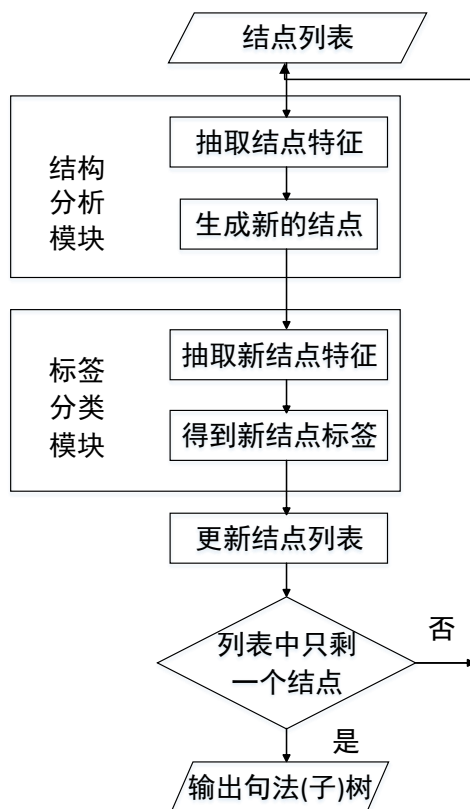 结点列表
结构
分析
模块
抽取结点特征
生成新的结点
标签
分类
模块
抽取新结点特征
得到新结点标签
更新结点列表
列表中只剩
一个结点
否
是
输出句法(子)树